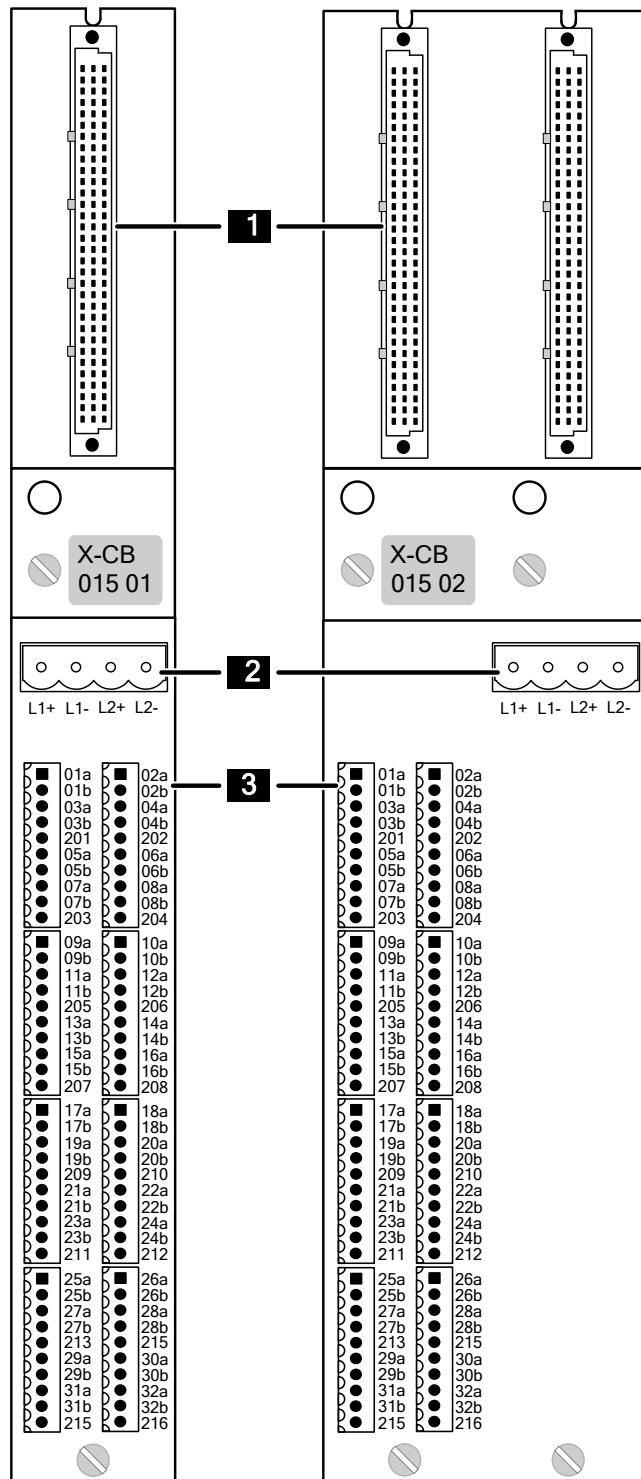 1
X-CB
015 01
X-CB
015 02
2
L1+ L1- L2+ L2-
L1+ L1- L2+ L2-
3
01a 02a
01b 02b
03a 04a
03b 04b
201 202
05a 06a
05b 06b
07a 08a
07b 08b
203 204
09a 10a
09b 10b
11a 12a
11b 12b
205 206
13a 14a
13b 14b
15a 16a
15b 16b
207 208
17a 18a
17b 18b
19a 20a
19b 20b
209 210
21a 22a
21b 22b
23a 24a
23b 24b
211 212
25a 26a
25b 26b
27a 28a
27b 28b
213 215
29a 30a
29b 30b
31a 32a
31b 32b
215 216
01a 02a
01b 02b
03a 04a
03b 04b
201 202
05a 06a
05b 06b
07a 08a
07b 08b
203 204
09a 10a
09b 10b
11a 12a
11b 12b
205 206
13a 14a
13b 14b
15a 16a
15b 16b
207 208
17a 18a
17b 18b
19a 20a
19b 20b
209 210
21a 22a
21b 22b
23a 24a
23b 24b
211 212
25a 26a
25b 26b
27a 28a
27b 28b
213 215
29a 30a
29b 30b
31a 32a
31b 32b
215 216